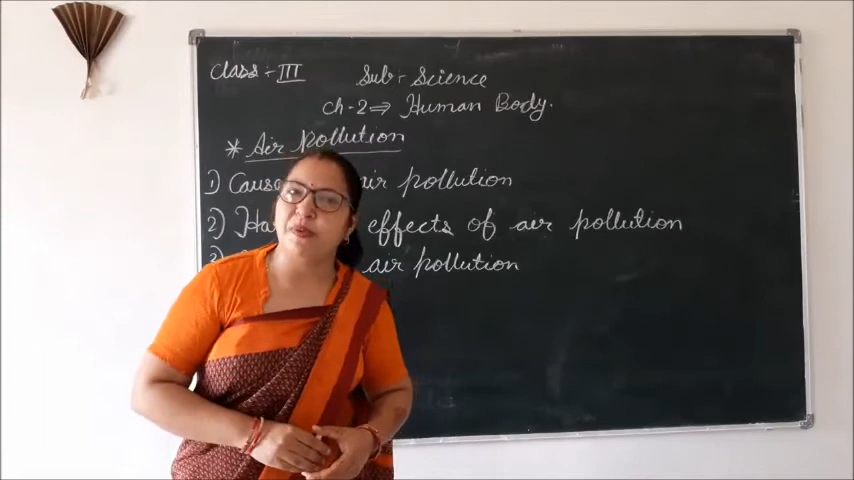 Class :- III Sub :- Science
Ch - 2 ⇒ Human Body.
* Air Pollution
1) Cause air pollution
2) Ha effects of air pollution
air pollution